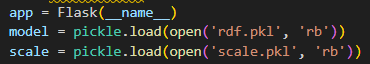 app = Flask(__name__)
model = pickle.load(open('rdf.pkl', 'rb'))
scale = pickle.load(open('scale.pkl', 'rb'))